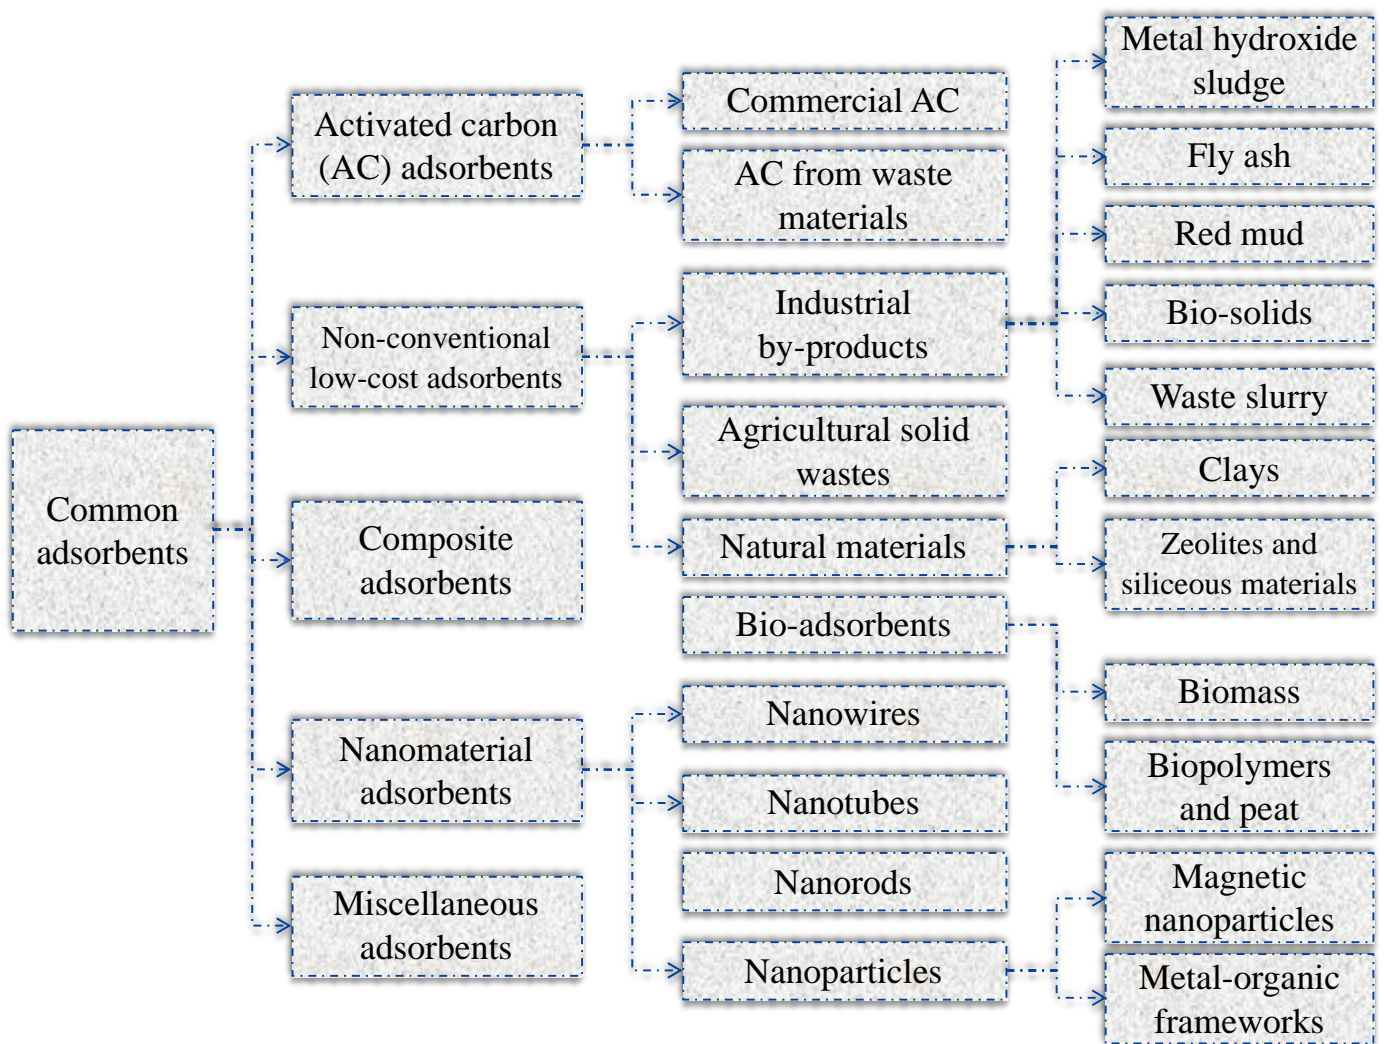 Common
adsorbents
Activated carbon
(AC) adsorbents
Non-conventional
low-cost adsorbents
Composite
adsorbents
Nanomaterial
adsorbents
Miscellaneous
adsorbents
Commercial AC
AC from waste
materials
Industrial
by-products
Agricultural solid
wastes
Natural materials
Bio-adsorbents
Nanowires
Nanotubes
Nanorods
Nanoparticles
Metal hydroxide
sludge
Fly ash
Red mud
Bio-solids
Waste slurry
Clays
Zeolites and
siliceous materials
Biomass
Biopolymers
and peat
Magnetic
nanoparticles
Metal-organic
frameworks